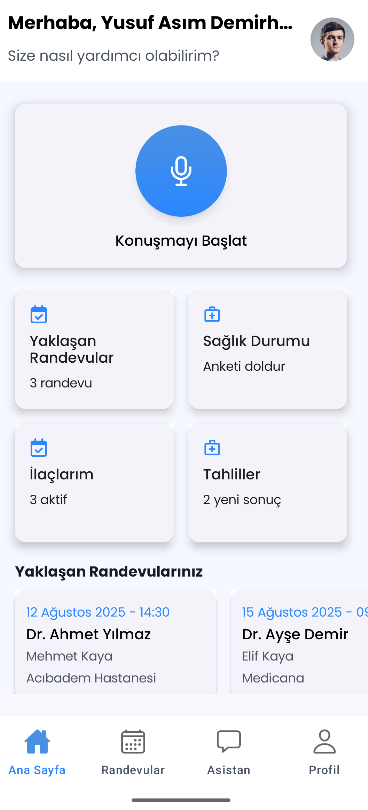 Merhaba, Yusuf Asım Demirh...
Size nasıl yardımcı olabilirim?
Konuşmayı Başlat
Yaklaşan
Randevular
3 randevu
Sağlık Durumu
Anketi doldur
İlaçlarım
3 aktif
Tahliller
2 yeni sonuç
Yaklaşan Randevularınız
12 Ağustos 2025 - 14:30
Dr. Ahmet Yılmaz
Mehmet Kaya
Acıbadem Hastanesi
15 Ağustos 2025 - 09
Dr. Ayşe Demir
Elif Kaya
Medicana
Ana Sayfa
Randevular
Asistan
Profil